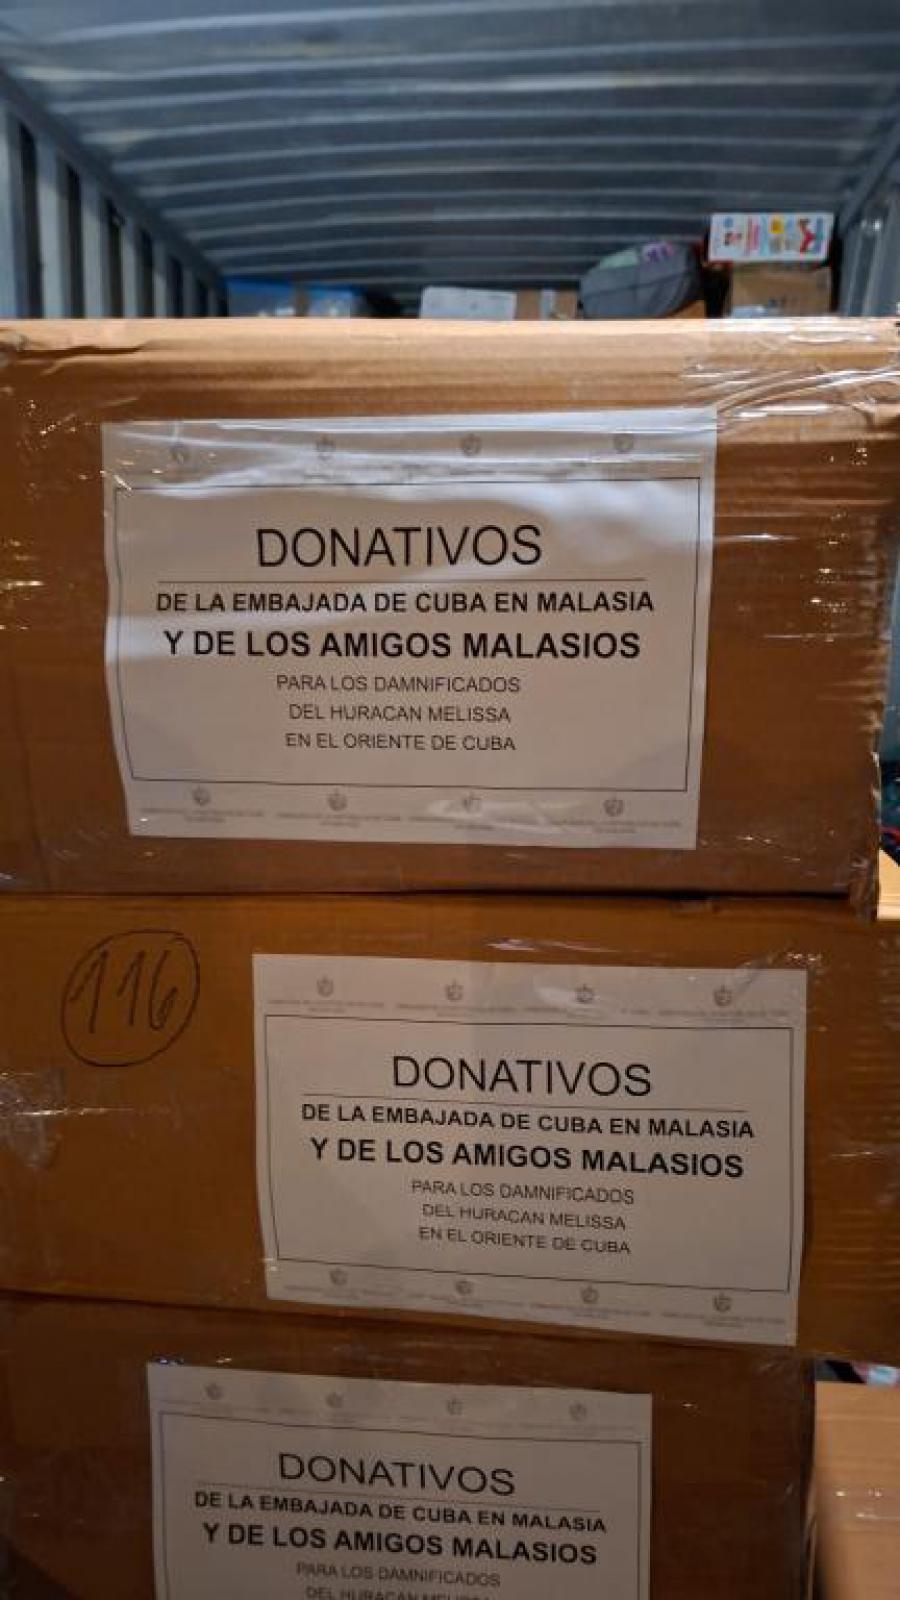 DONATIVOS
DE LA EMBAJADA DE CUBA EN MALASIA
Y DE LOS AMIGOS MALASIOS
PARA LOS DAMNIFICADOS
DEL HURACAN MELISSA
EN EL ORIENTE DE CUBA
116
DONATIVOS
DE LA EMBAJADA DE CUBA EN MALASIA
Y DE LOS AMIGOS MALASIOS
PARA LOS DAMNIFICADOS
DEL HURACAN MELISSA
EN EL ORIENTE DE CUBA
DONATIVOS
DE LA EMBAJADA DE CUBA EN MALASIA
Y DE LOS AMIGOS MALASIOS
PARA LOS DAMNIFICADOS
DEL HURACAN MELISSA